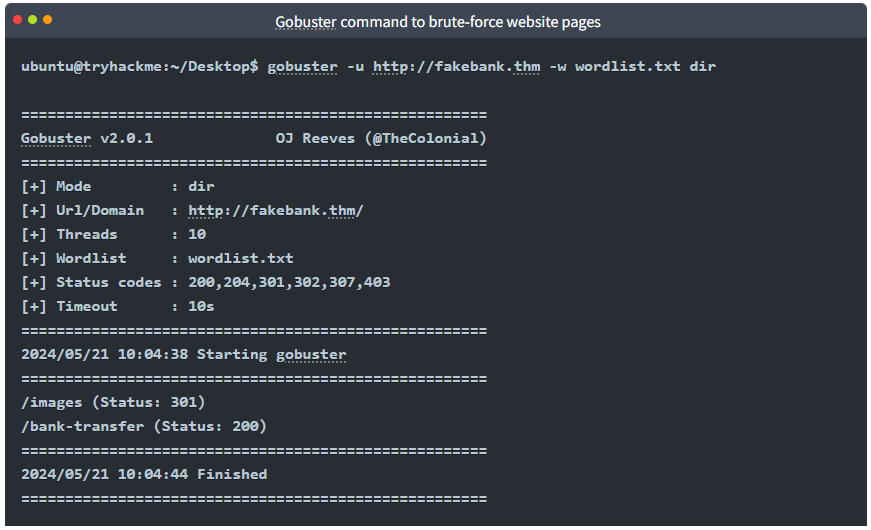 Gobuster command to brute-force website pages
ubuntu@tryhackme:~/Desktop$ gobuster -u http://fakebank.thm -w wordlist.txt dir
=====================================================
Gobuster v2.0.1              OJ Reeves (@TheColonial)
=====================================================
[+] Mode         : dir
[+] Url/Domain   : http://fakebank.thm/
[+] Threads      : 10
[+] Wordlist     : wordlist.txt
[+] Status codes : 200,204,301,302,307,403
[+] Timeout      : 10s
=====================================================
2024/05/21 10:04:38 Starting gobuster
=====================================================
/images (Status: 301)
/bank-transfer (Status: 200)
=====================================================
2024/05/21 10:04:44 Finished
=====================================================